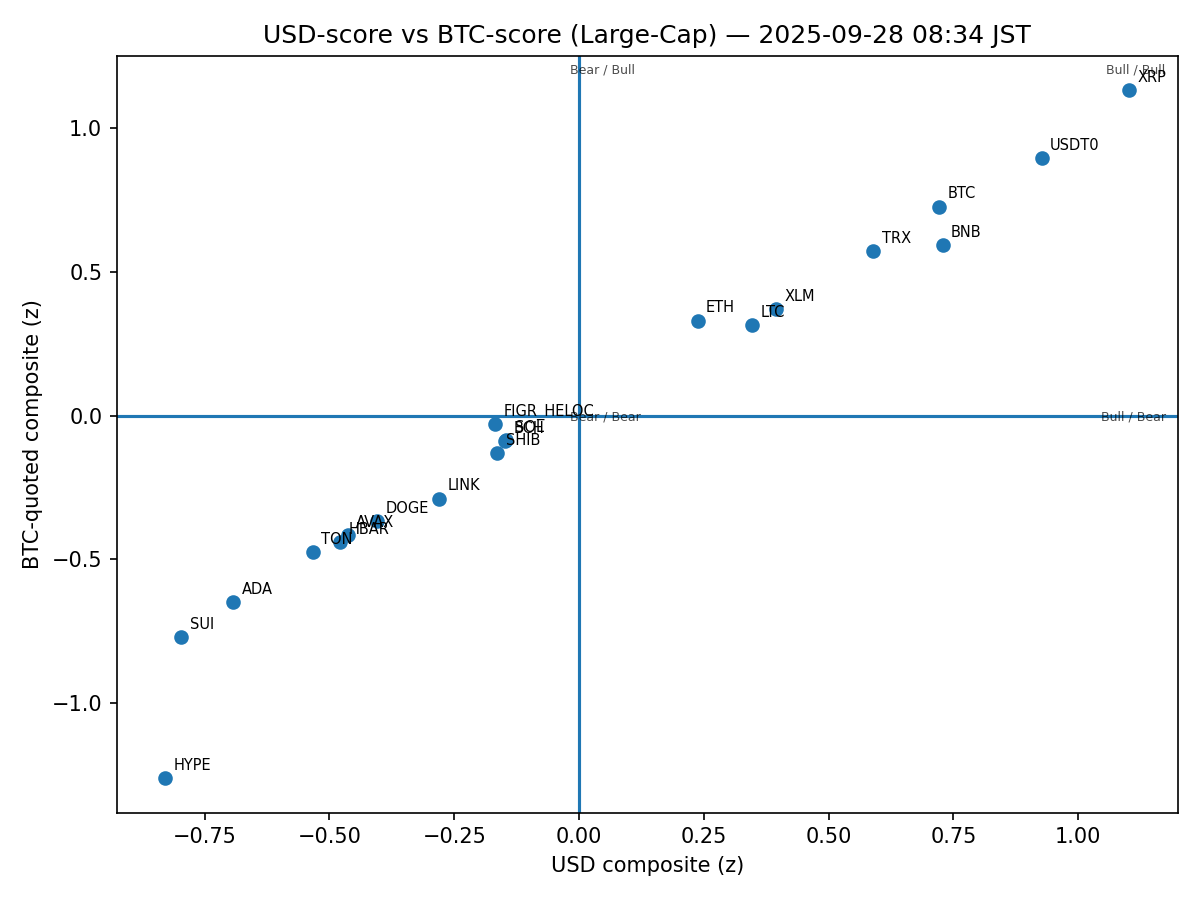 USD-score vs BTC-score (Large-Cap) — 2025-09-28 08:34 JST
Bear / Bull
Bull / Bull
XRP
USDT0
BTC
BNB
TRX
XLM
ETH
LTC
FIGR_HELOC
Bear / Bear
Bull / Bear
BCH
SHIB
LINK
DOGE
AVAX
HBAR
TON
ADA
SUI
HYPE
1.0
0.5
0.0
−0.5
−1.0
BTC-quoted composite (z)
−0.75
−0.50
−0.25
0.00
0.25
0.50
0.75
1.00
USD composite (z)